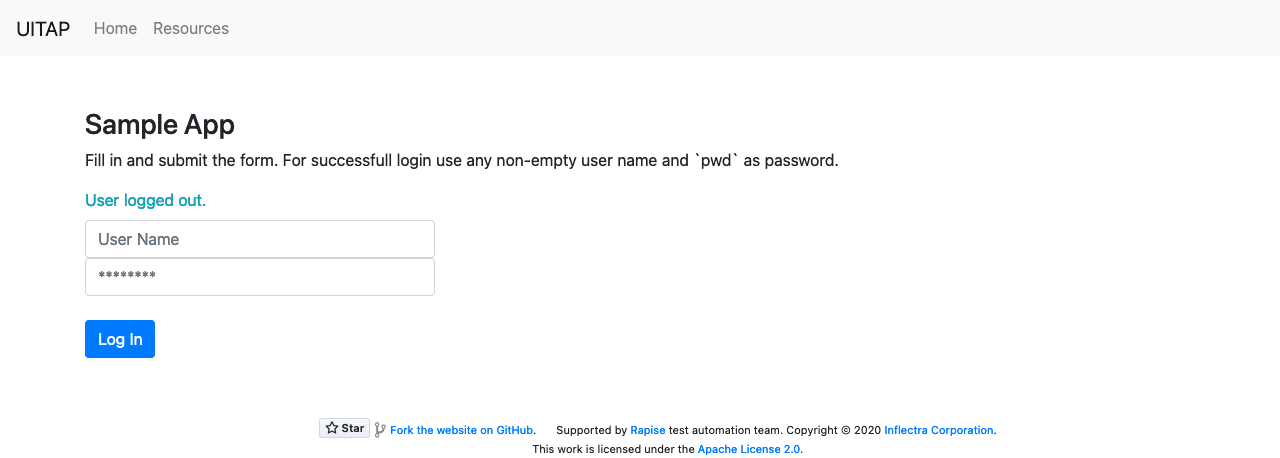 UITAP Home Resources
Sample App
Fill in and submit the form. For successfull login use any non-empty user name and `pwd` as password.
User logged out.
User Name
********
Log In
Star Fork the website on GitHub. Supported by Rapise test automation team. Copyright © 2020 Inflectra Corporation.
This work is licensed under the Apache License 2.0.